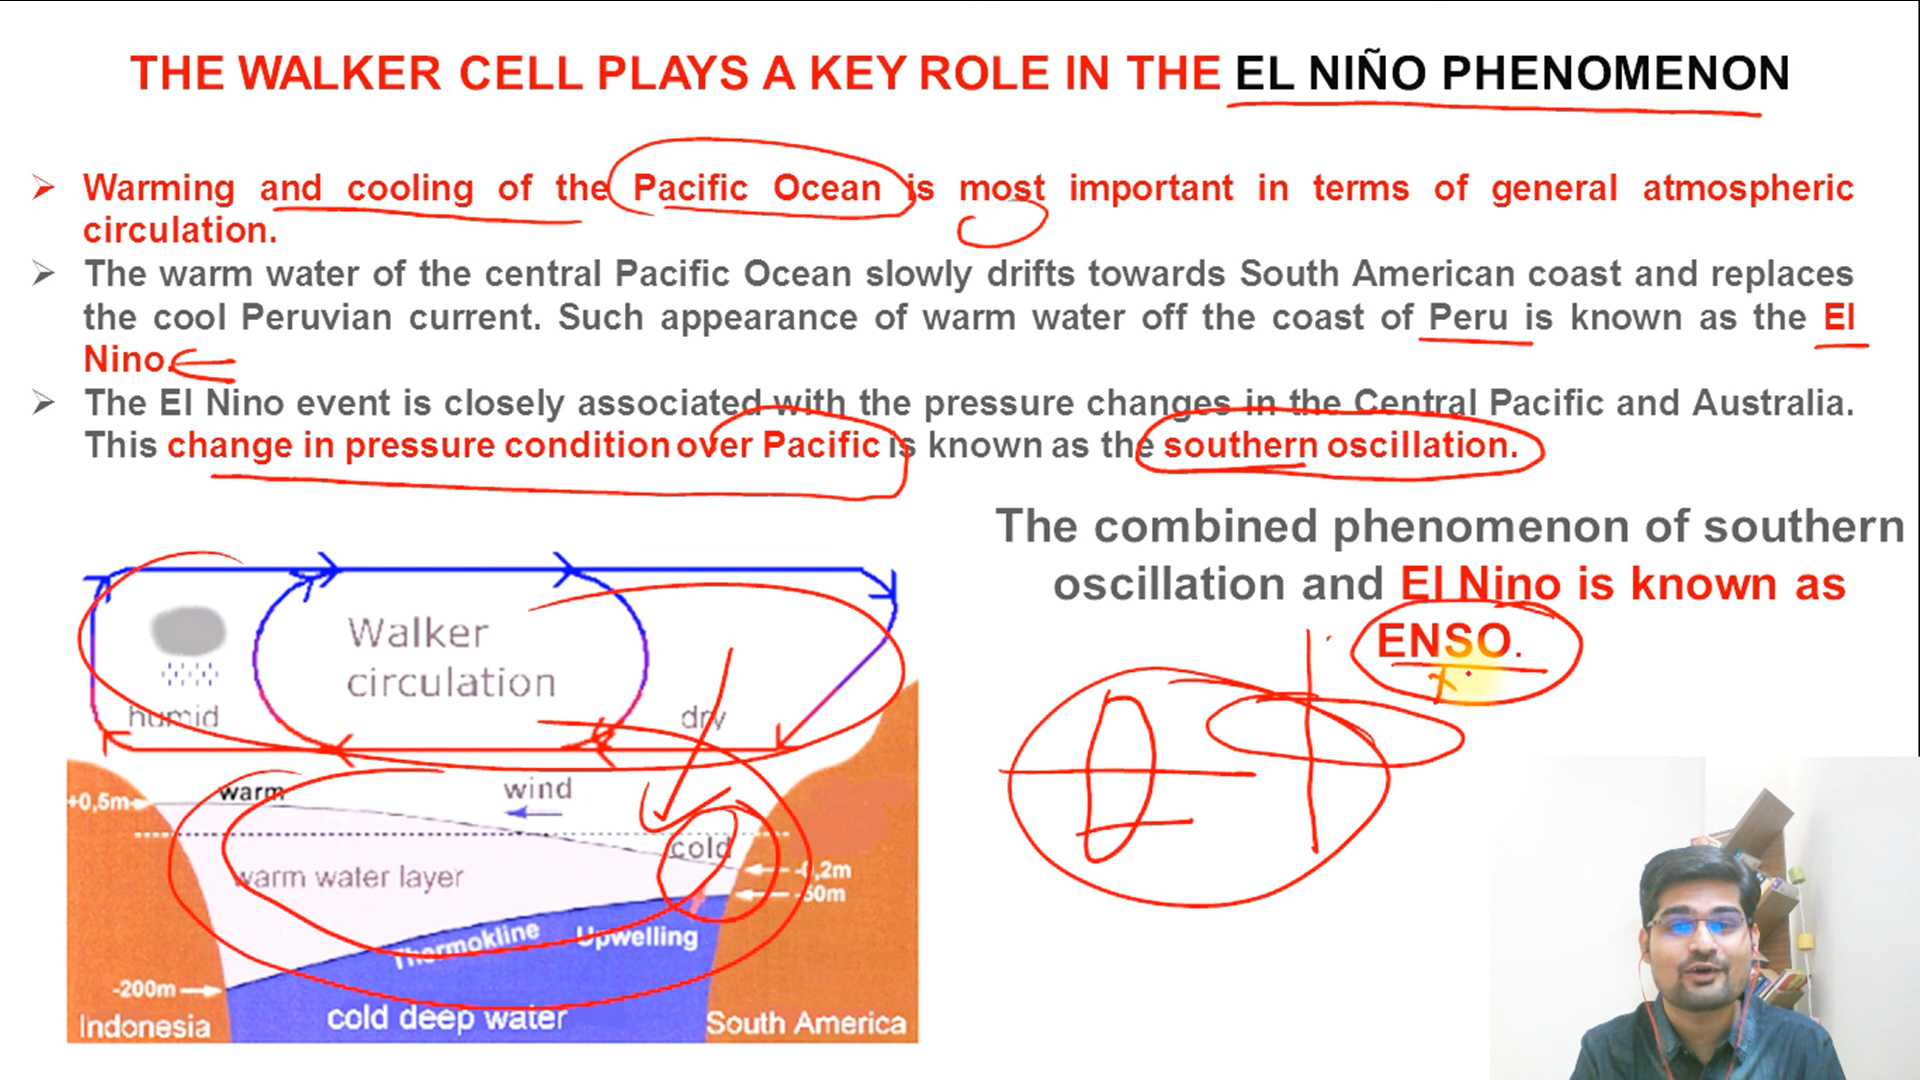 THE WALKER CELL PLAYS A KEY ROLE IN THE EL NIÑO PHENOMENON
Warming and cooling of the Pacific Ocean is most important in terms of general atmospheric
circulation.
The warm water of the central Pacific Ocean slowly drifts towards South American coast and replaces
the cool Peruvian current. Such appearance of warm water off the coast of Peru is known as the El
Nino.
The El Nino event is closely associated with the pressure changes in the Central Pacific and Australia.
This change in pressure condition over Pacific is known as the southern oscillation.
The combined phenomenon of southern
oscillation and El Nino is known as
ENSO.
Walker
circulation
humid
dry
warm
wind
+0,5m
cold
warm water layer
-0,2m
-50m
Thermokline
Upwelling
-200m
cold deep water
Indonesia
South America